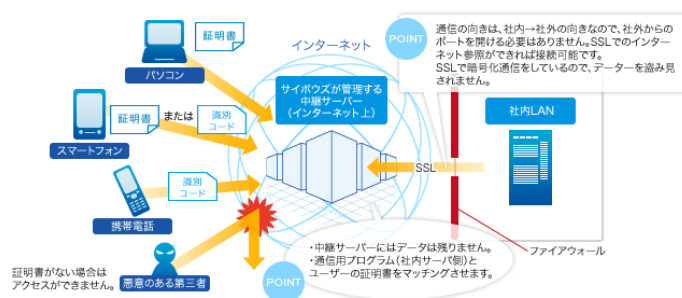 証明書
パソコン
インターネット
POINT
通信の向きは、社内→社外の向きなので、社外からの
ポートを開ける必要はありません。SSLでのインター
ネット参照ができれば接続可能です。
SSLで暗号化通信をしているので、データーを盗み見
されません。
サイボウズが管理する
中継サーバー
(インターネット上)
社内LAN
証明書
または
識別
コード
スマートフォン
SSL
識別
コード
携帯電話
ファイアウォール
・中継サーバーにはデータは残りません。
・通信用プログラム(社内サーバ側)と
ユーザーの証明書をマッチングさせます。
POINT
証明書がない場合は
アクセスができません。
悪意のある第三者